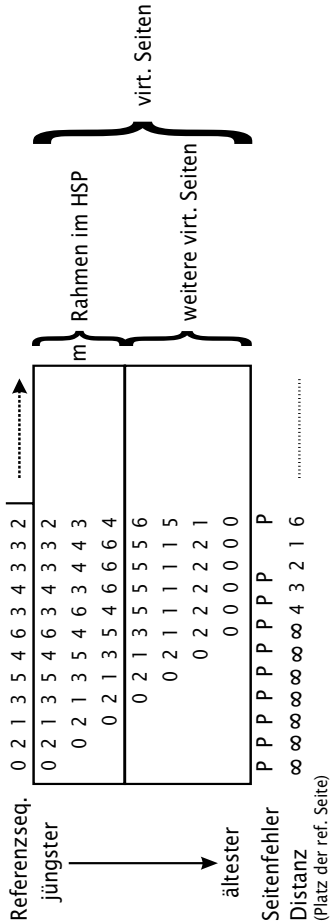 Referenzseq. 0 2 1 3 5 4 6 3 4 3 3 2
jüngster 0 2 1 3 5 4 6 3 4 3 3 2
0 2 1 3 5 4 6 3 4 4 3
m Rahmen im HSP
0 2 1 3 5 4 6 6 6 4
virt. Seiten
0 2 1 3 5 5 5 5 6
0 2 1 1 1 1 1 5
weitere virt. Seiten
0 2 2 2 2 2 1
ältester 0 0 0 0 0 0
Seitenfehler P P P P P P P P P
Distanz ∞ ∞ ∞ ∞ ∞ ∞ ∞ 4 3 2 1 6
(Platz der ref. Seite)